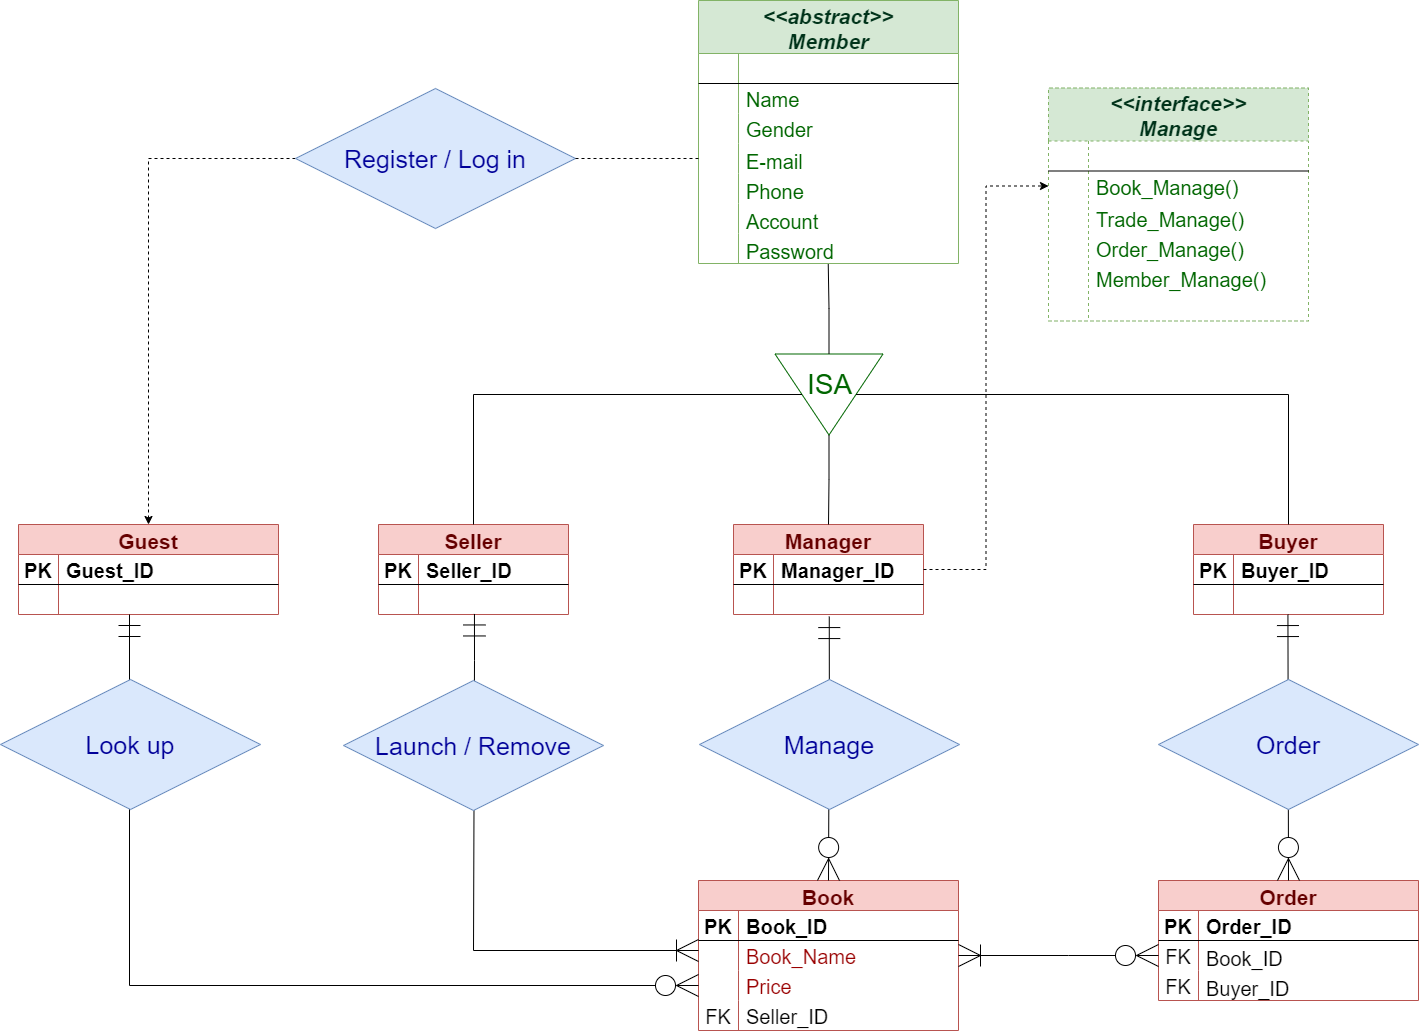 <<abstract>>
Member
Name
Gender
E-mail
Phone
Account
Password
<<interface>>
Manage
Book_Manage()
Trade_Manage()
Order_Manage()
Member_Manage()
Register / Log in
ISA
Guest
PK Guest_ID
Seller
PK Seller_ID
Manager
PK Manager_ID
Buyer
PK Buyer_ID
Look up
Launch / Remove
Manage
Order
Book
PK Book_ID
Book_Name
Price
FK Seller_ID
Order
PK Order_ID
FK Book_ID
FK Buyer_ID